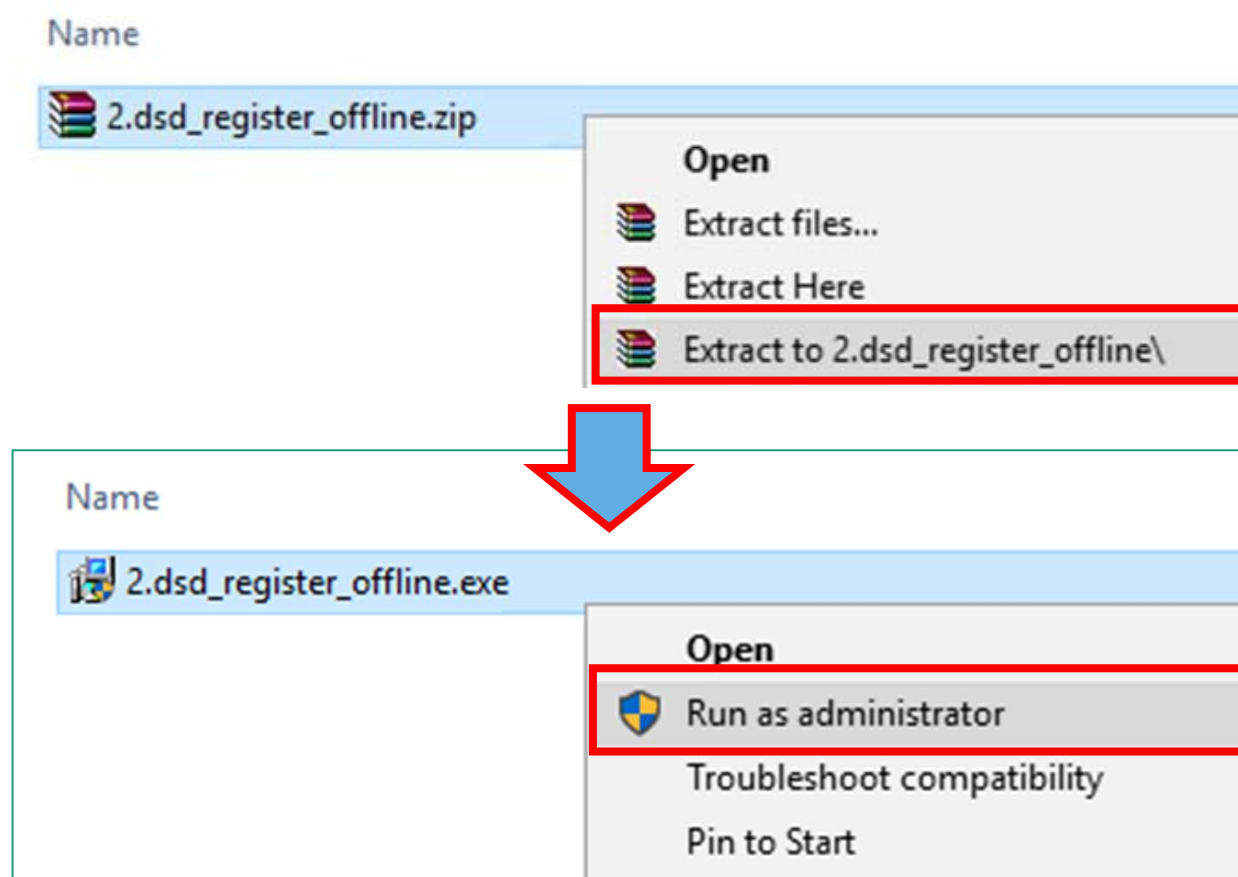 Name
2.dsd_register_offline.zip
Open
Extract files...
Extract Here
Extract to 2.dsd_register_offline\
Name
2.dsd_register_offline.exe
Open
Run as administrator
Troubleshoot compatibility
Pin to Start